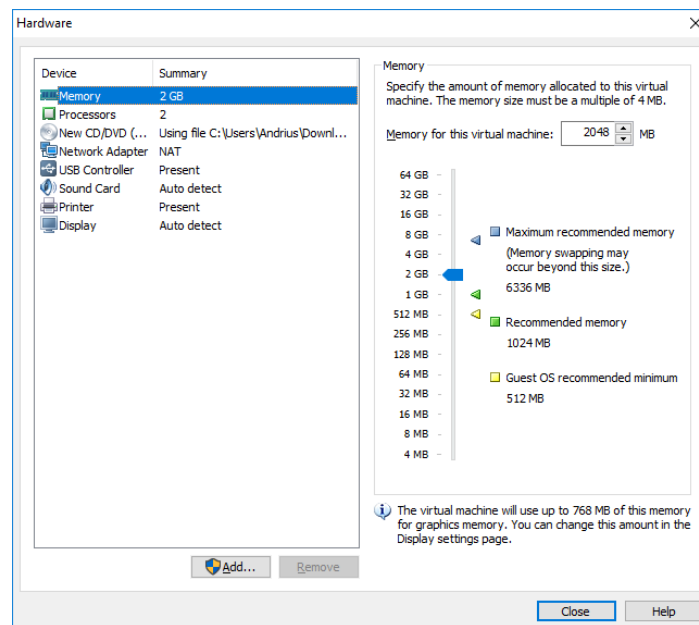 Hardware
Device Summary
Memory 2 GB
Processors 2
New CD/DVD (... Using file C:\Users\Andrius\Downl...
Network Adapter NAT
USB Controller Present
Sound Card Auto detect
Printer Present
Display Auto detect
Add... Remove
Memory
Specify the amount of memory allocated to this virtual
machine. The memory size must be a multiple of 4 MB.
Memory for this virtual machine: 2048 MB
64 GB
32 GB
16 GB
8 GB
4 GB
2 GB
1 GB
512 MB
256 MB
128 MB
64 MB
32 MB
16 MB
8 MB
4 MB
Maximum recommended memory
(Memory swapping may
occur beyond this size.)
6336 MB
Recommended memory
1024 MB
Guest OS recommended minimum
512 MB
The virtual machine will use up to 768 MB of this memory
for graphics memory. You can change this amount in the
Display settings page.
Close Help